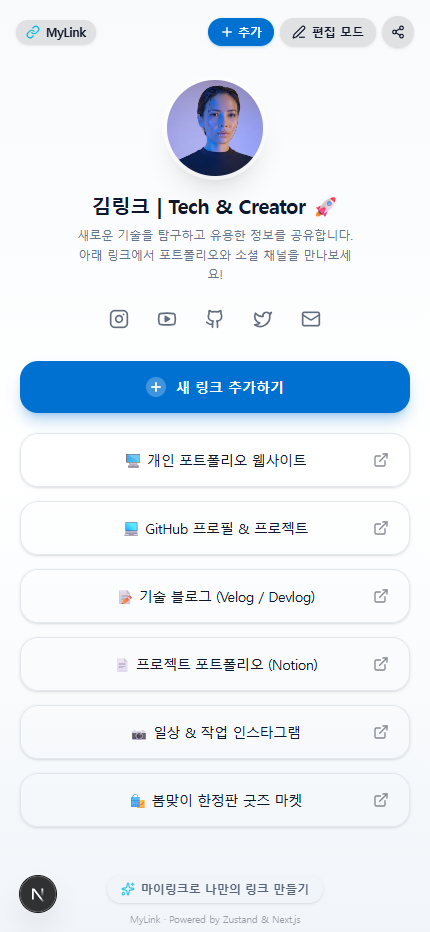 MyLink
추가
편집 모드
김링크 | Tech & Creator 🚀
새로운 기술을 탐구하고 유용한 정보를 공유합니다.
아래 링크에서 포트폴리오와 소셜 채널을 만나보세
요!
새 링크 추가하기
🖥️ 개인 포트폴리오 웹사이트
💻 GitHub 프로필 & 프로젝트
📝 기술 블로그 (Velog / Devlog)
📄 프로젝트 포트폴리오 (Notion)
📷 일상 & 작업 인스타그램
🛍️ 봄맞이 한정판 굿즈 마켓
N
마이링크로 나만의 링크 만들기
MyLink · Powered by Zustand & Next.js